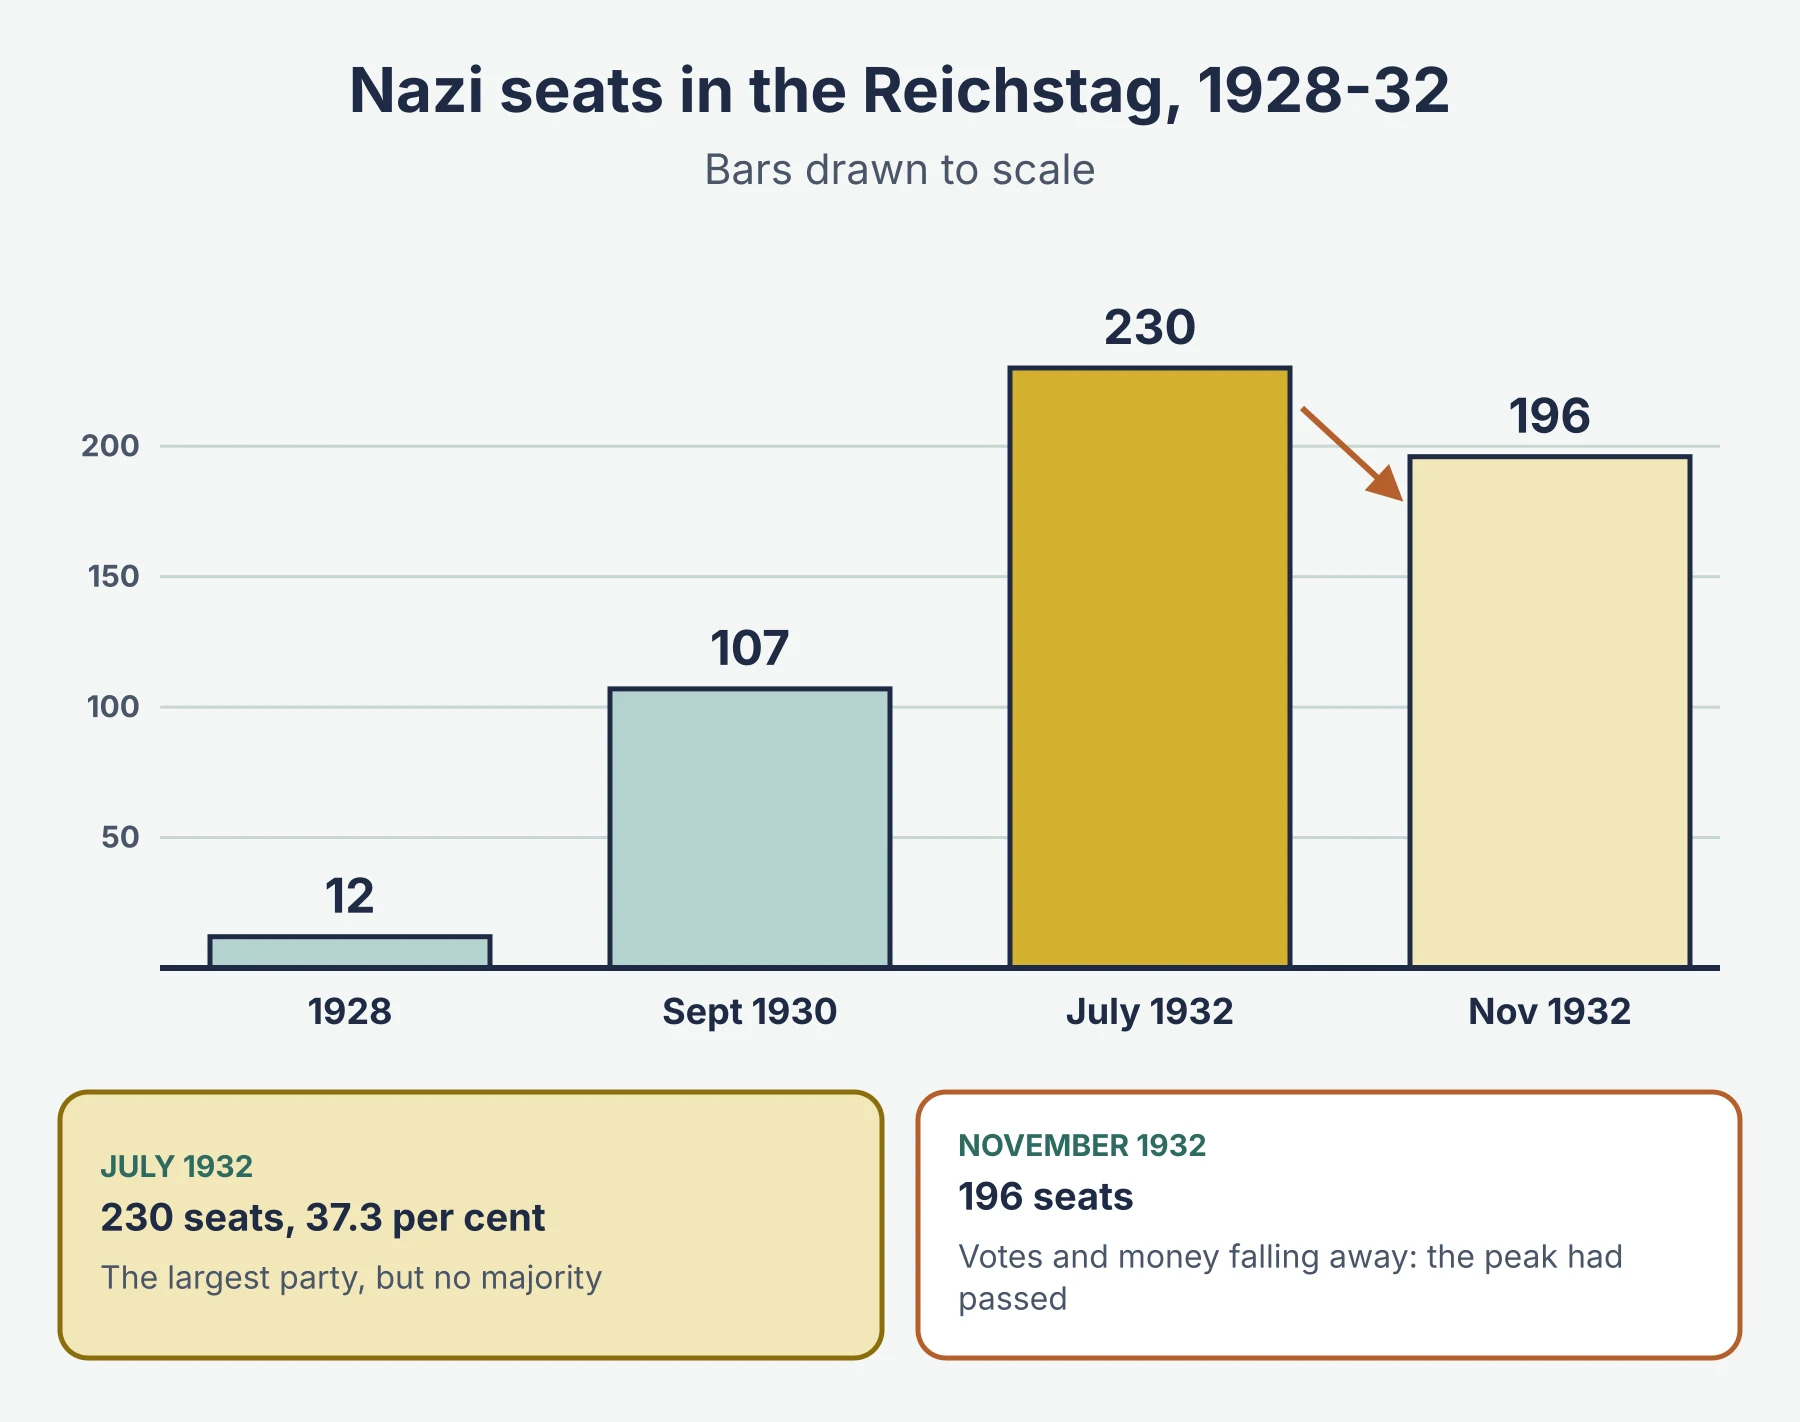 Nazi seats in the Reichstag, 1928-32
Bars drawn to scale
230
196
200
150
107
100
50
12
1928
Sept 1930
July 1932
Nov 1932
JULY 1932
230 seats, 37.3 per cent
The largest party, but no majority
NOVEMBER 1932
196 seats
Votes and money falling away: the peak had
passed